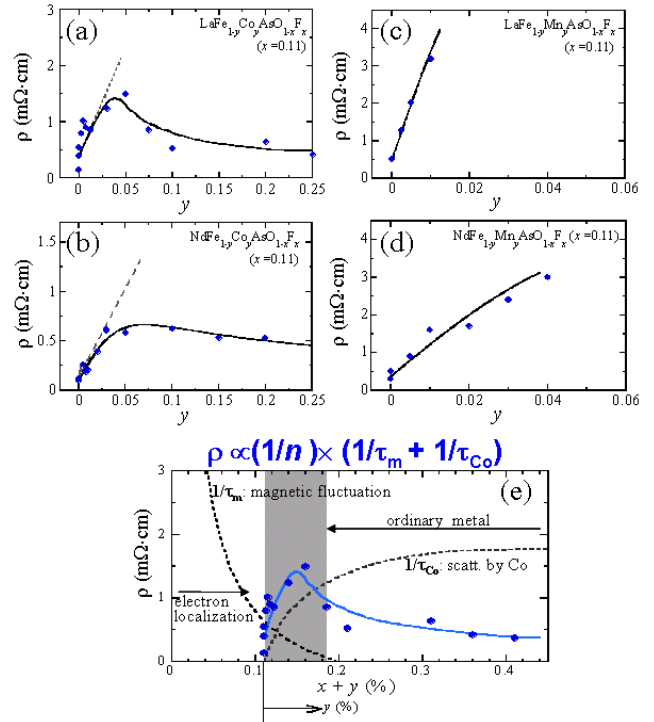 LaFe₁₋yCoyAsO₁₋xFx
(a)
(x=0.11)
ρ (mΩ·cm)
3
2
1
0
0 0.05 0.10 0.15 0.20 0.25
y
LaFe₁₋yMnyAsO₁₋xFx
(c)
(x=0.11)
ρ (mΩ·cm)
4
3
2
1
0
0 0.02 0.04 0.06
y
NdFe₁₋yCoyAsO₁₋xFx
(b)
(x=0.11)
ρ (mΩ·cm)
1.5
1
0.5
0
0 0.05 0.10 0.15 0.20 0.25
y
(d) NdFe₁₋yMnyAsO₁₋xFx (x=0.11)
ρ (mΩ·cm)
4
3
2
1
0
0 0.02 0.04 0.06
y
ρ ∝(1/n)× (1/τm + 1/τCo)
1/τm: magnetic fluctuation
(e)
ordinary metal
1/τCo: scatt. by Co
electron
localization
ρ (mΩ·cm)
3
2
1
0
0 0.1 0.2 0.3 0.4
x + y (%)
y (%)